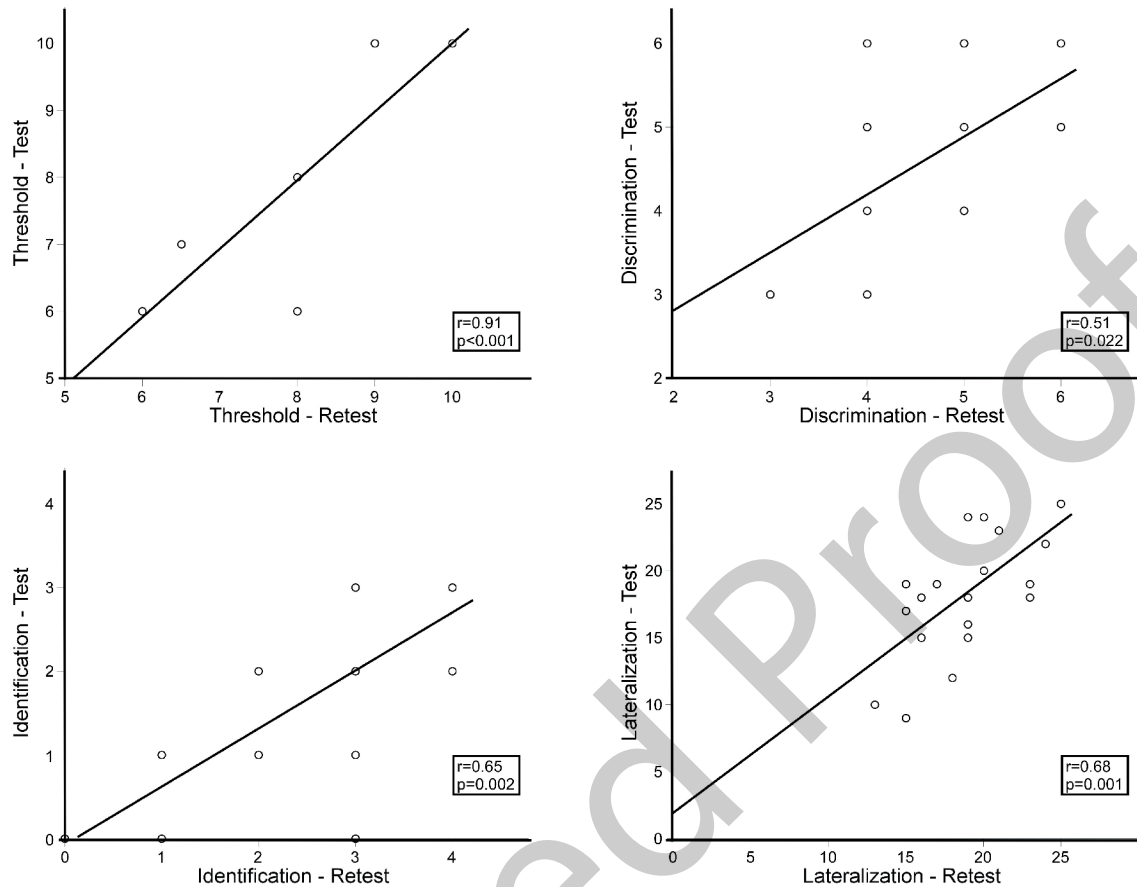 10
9
8
7
6
5
Threshold - Test
5 6 7 8 9 10
Threshold - Retest
r=0.91
p<0.001
6
5
4
3
2
Discrimination - Test
2 3 4 5 6
Discrimination - Retest
r=0.51
p=0.022
4
3
2
1
0
Identification - Test
0 1 2 3 4
Identification - Retest
r=0.65
p=0.002
25
20
15
10
5
0
Lateralization - Test
0 5 10 15 20 25
Lateralization - Retest
r=0.68
p=0.001
ed Proof